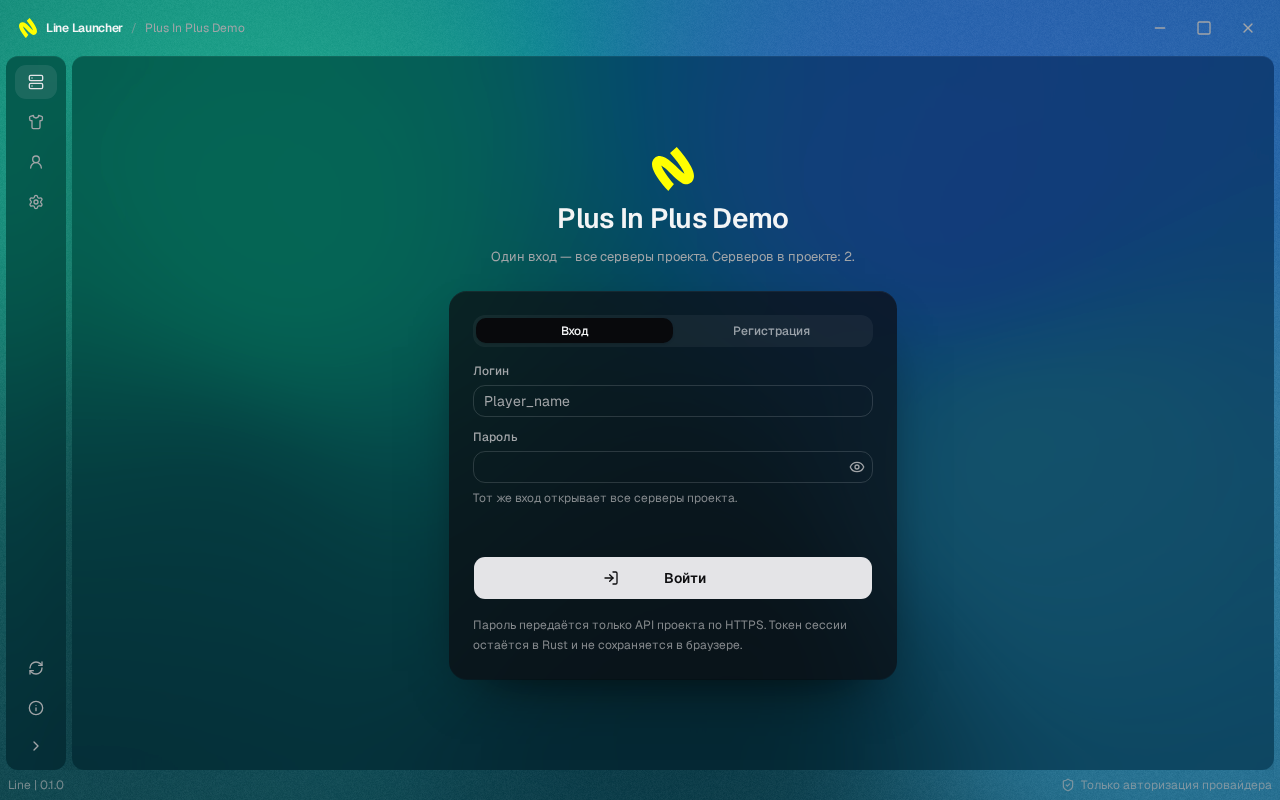 Line Launcher / Plus In Plus Demo
Plus In Plus Demo
Один вход — все серверы проекта. Серверов в проекте: 2.
Вход
Регистрация
Логин
Player_name
Пароль
Тот же вход открывает все серверы проекта.
Войти
Пароль передаётся только API проекта по HTTPS. Токен сессии
остаётся в Rust и не сохраняется в браузере.
Line | 0.1.0
Только авторизация провайдера